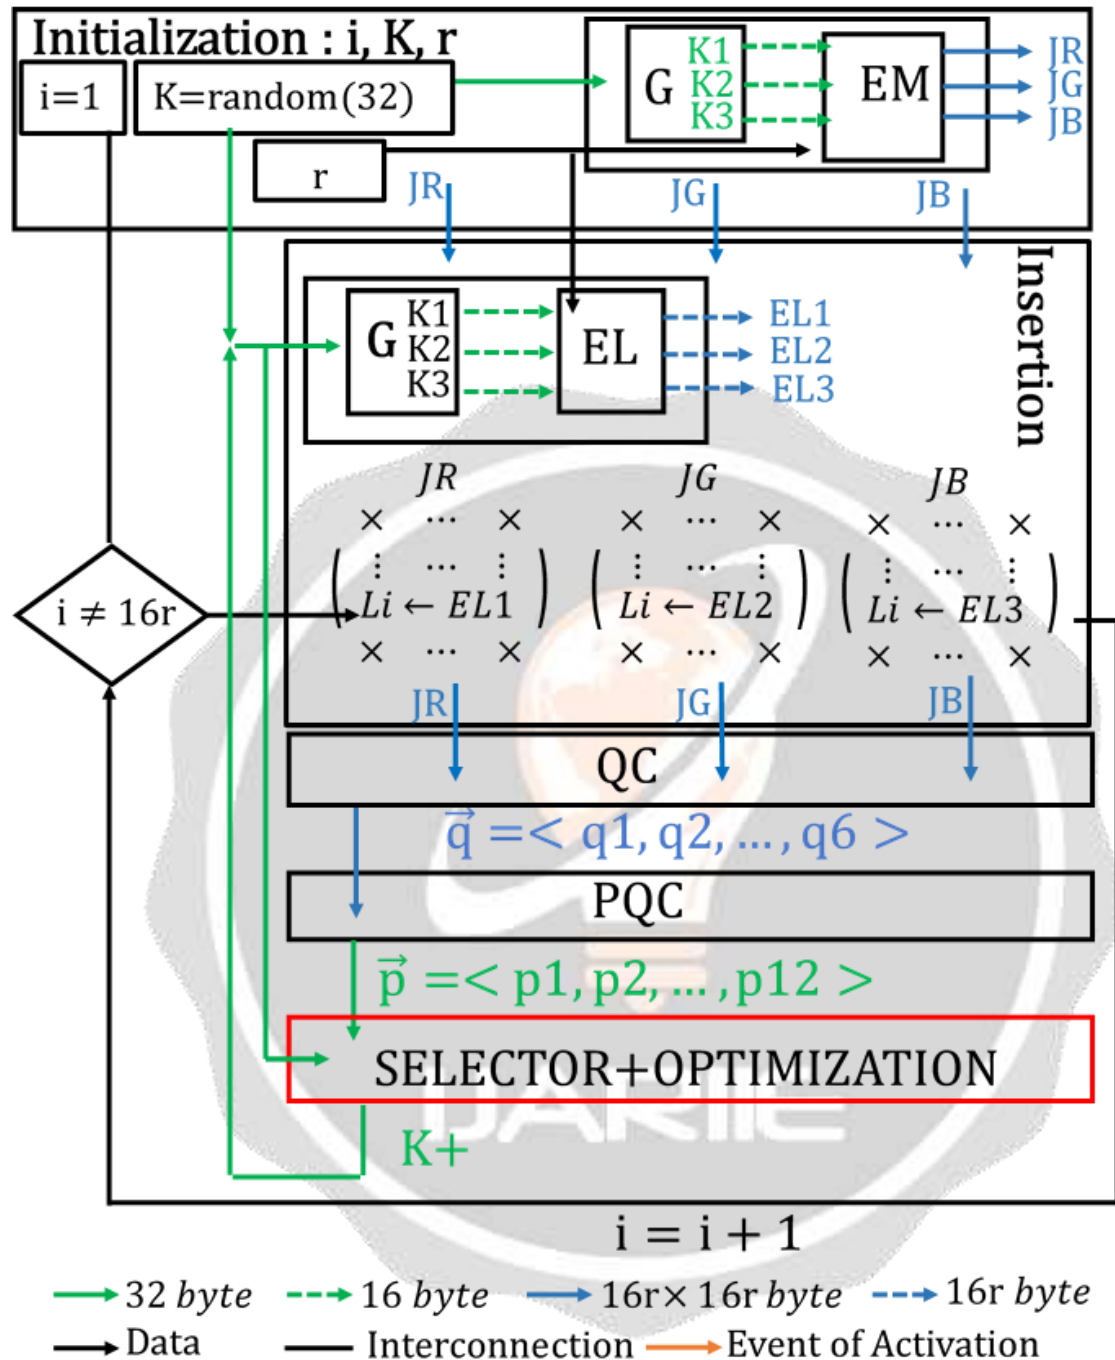 Initialization : i, K, r
i=1
K=random(32)
r
G
K1
K2
K3
EM
JR
JG
JB
JR
JG
JB
Insertion
G
K1
K2
K3
EL
EL1
EL2
EL3
JR
JG
JB
× ⋯ ×
× ⋯ ×
× ⋯ ×
⋮ ⋯ ⋮
⋮ ⋯ ⋮
⋮ ⋯ ⋮
i ≠ 16r
(Li ← EL1)
(Li ← EL2)
(Li ← EL3)
× ⋯ ×
× ⋯ ×
× ⋯ ×
JR
JG
JB
QC
q⃗ =< q1, q2, ... , q6 >
PQC
p⃗ =< p1, p2, ... , p12 >
SELECTOR+OPTIMIZATION
K+
i = i + 1
32 byte
16 byte
16r× 16r byte
16r byte
Data
Interconnection
Event of Activation